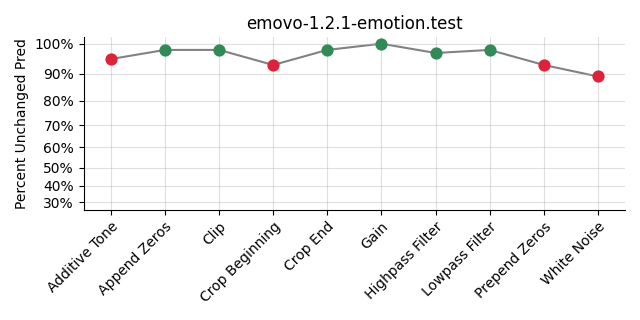 emovo-1.2.1-emotion.test
Percent Unchanged Pred
100%
90%
80%
70%
60%
50%
40%
30%
Additive Tone
Append Zeros
Clip
Crop Beginning
Crop End
Gain
Highpass Filter
Lowpass Filter
Prepend Zeros
White Noise